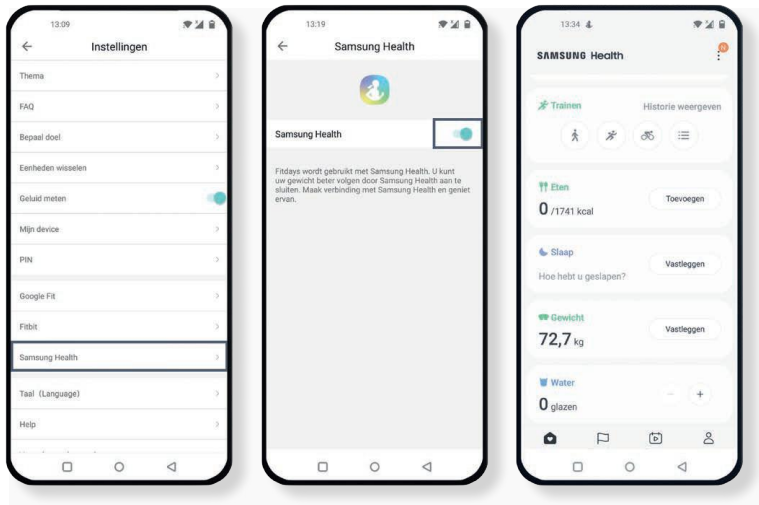 13:09
Instellingen
Thema
FAQ
Bepaal doel
Eenheden wisselen
Geluid meten
Mijn device
PIN
Google Fit
Fitbit
Samsung Health
Taal (Language)
Help
13:19
Samsung Health
Samsung Health
Fitdays wordt gebruikt met Samsung Health. U kunt
uw gewicht beter volgen door Samsung Health aan te
sluiten. Maak verbinding met Samsung Health en geniet
ervan.
13:34
SAMSUNG Health
N
Trainen
Historie weergeven
Eten
0 /1741 kcal
Toevoegen
Slaap
Hoe hebt u geslapen?
Vastleggen
Gewicht
72,7 kg
Vastleggen
Water
0 glazen